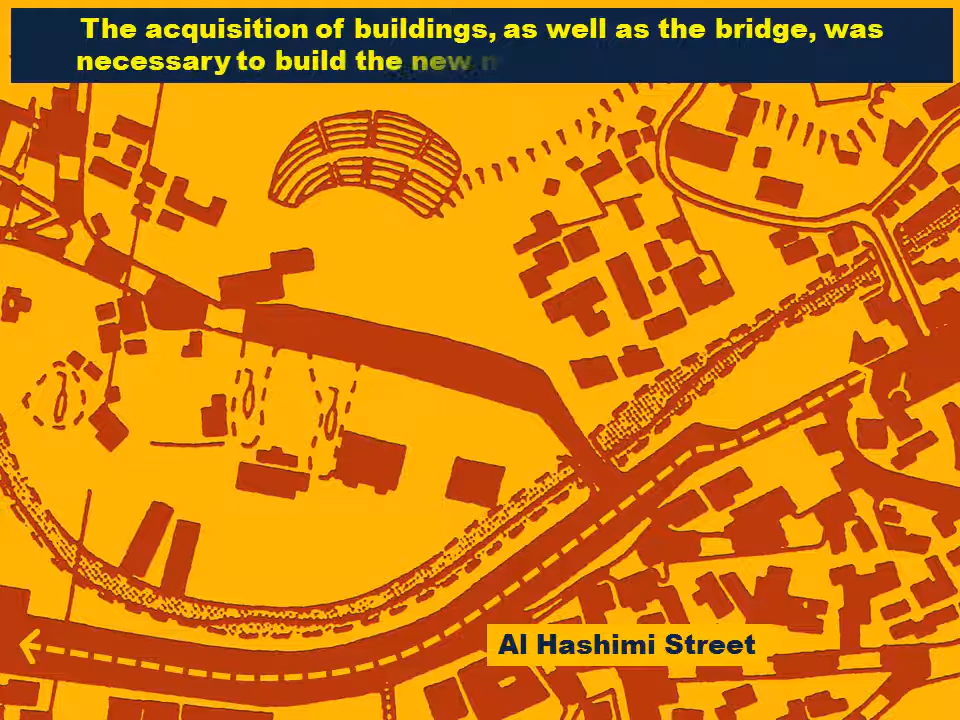 The acquisition of buildings, as well as the bridge, was
necessary to build the new
Al Hashimi Street